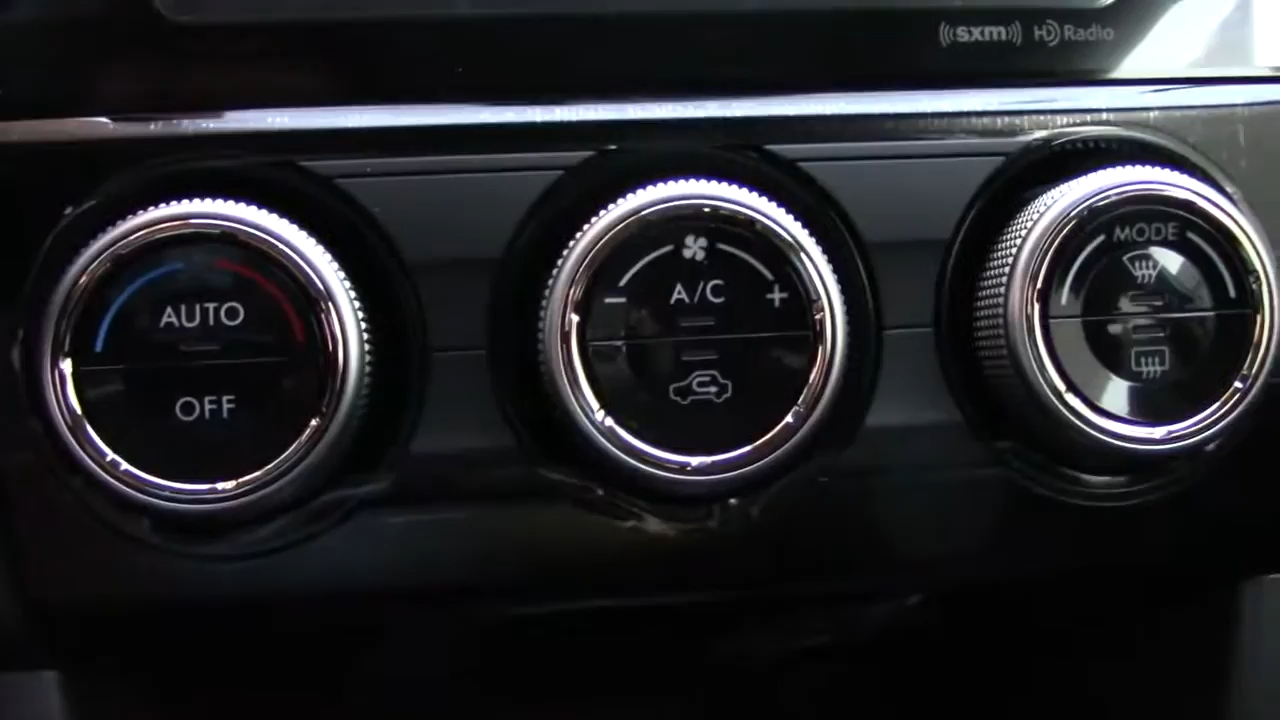 ((sxm)) HD Radio
AUTO
OFF
− A/C +
MODE